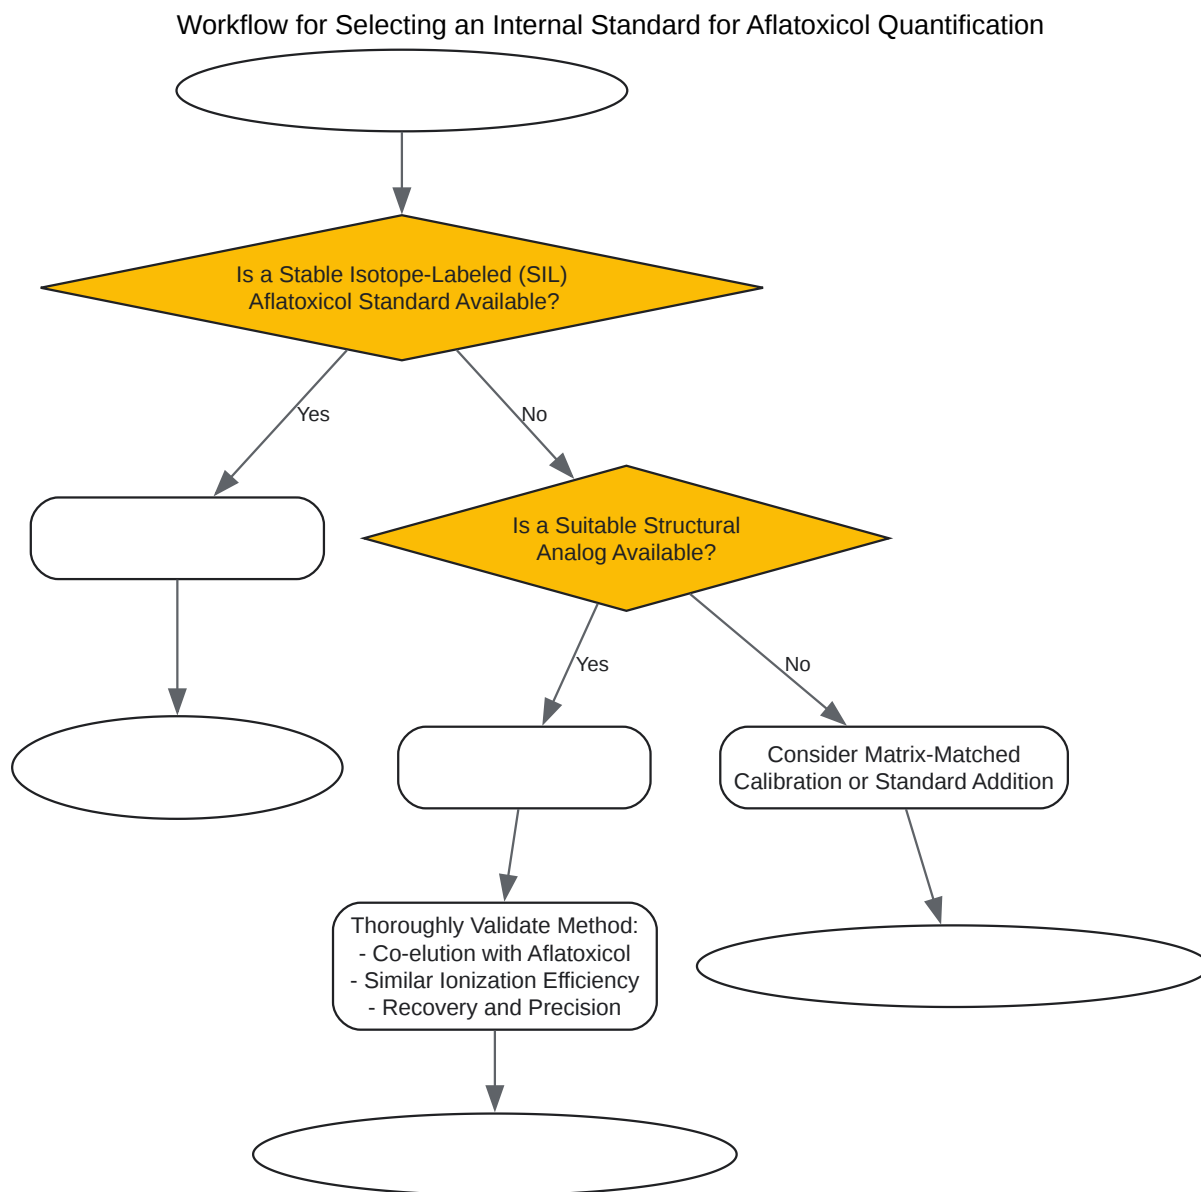 Workflow for Selecting an Internal Standard for Aflatoxicol Quantification
Is a Stable Isotope-Labeled (SIL)
Aflatoxicol Standard Available?
Yes
No
Is a Suitable Structural
Analog Available?
Yes
No
Consider Matrix-Matched
Calibration or Standard Addition
Thoroughly Validate Method:
- Co-elution with Aflatoxicol
- Similar Ionization Efficiency
- Recovery and Precision